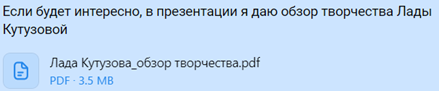 Если будет интересно, в презентации я даю обзор творчества Лады
Кутузовой
Лада Кутузова_обзор творчества.pdf
PDF · 3.5 MB